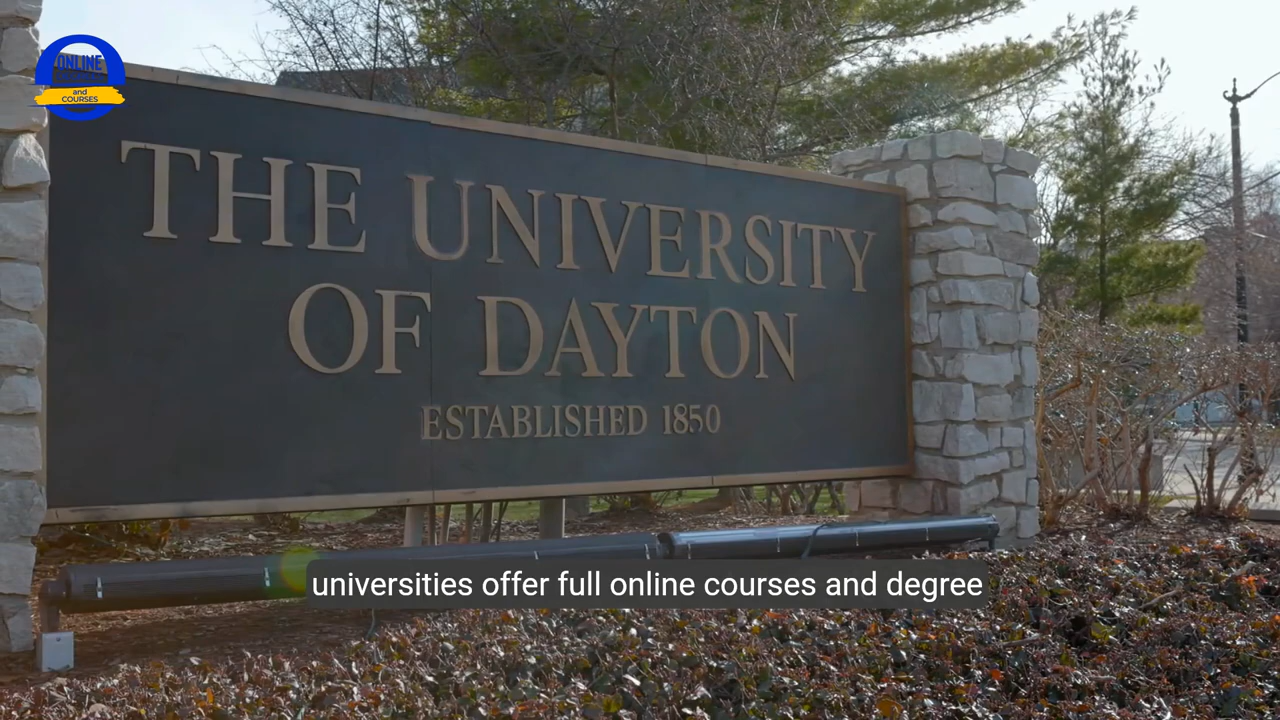 ONLINE
and
COURSES
THE UNIVERSITY
OF DAYTON
ESTABLISHED 1850
universities offer full online courses and degree